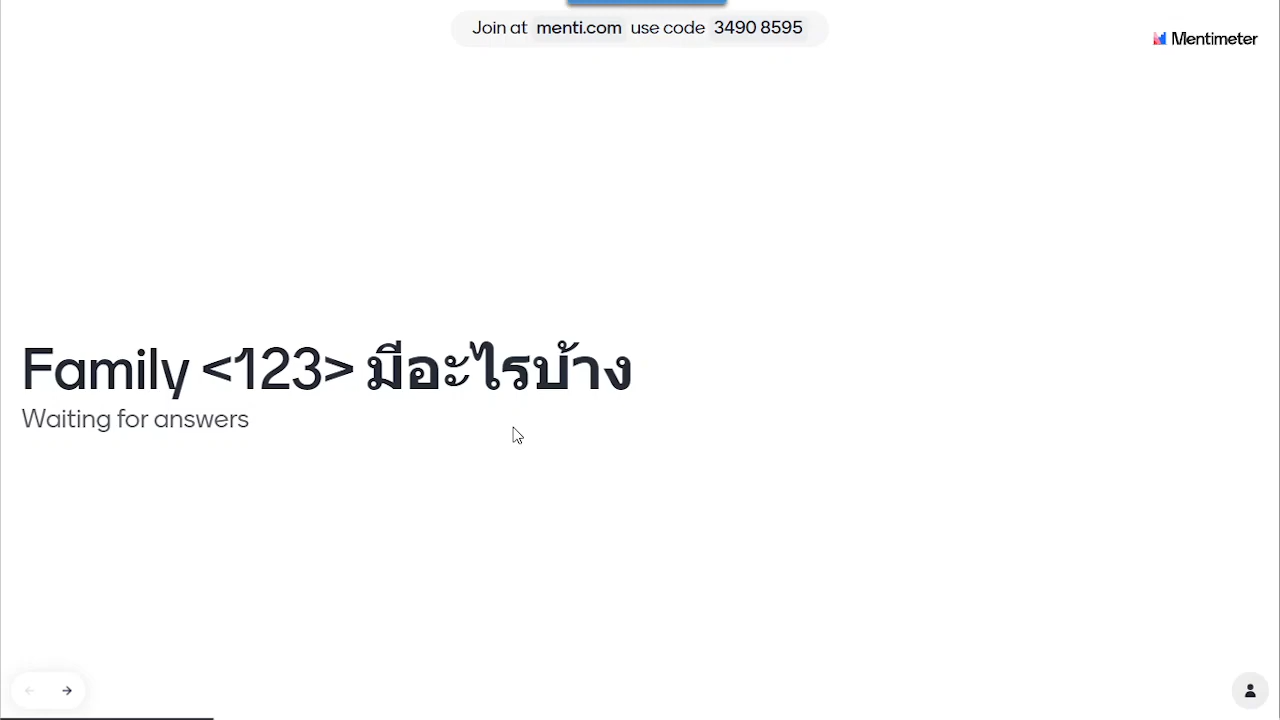 Join at menti.com use code 3490 8595
Mentimeter
Family <123> มีอะไรบ้าง
Waiting for answers